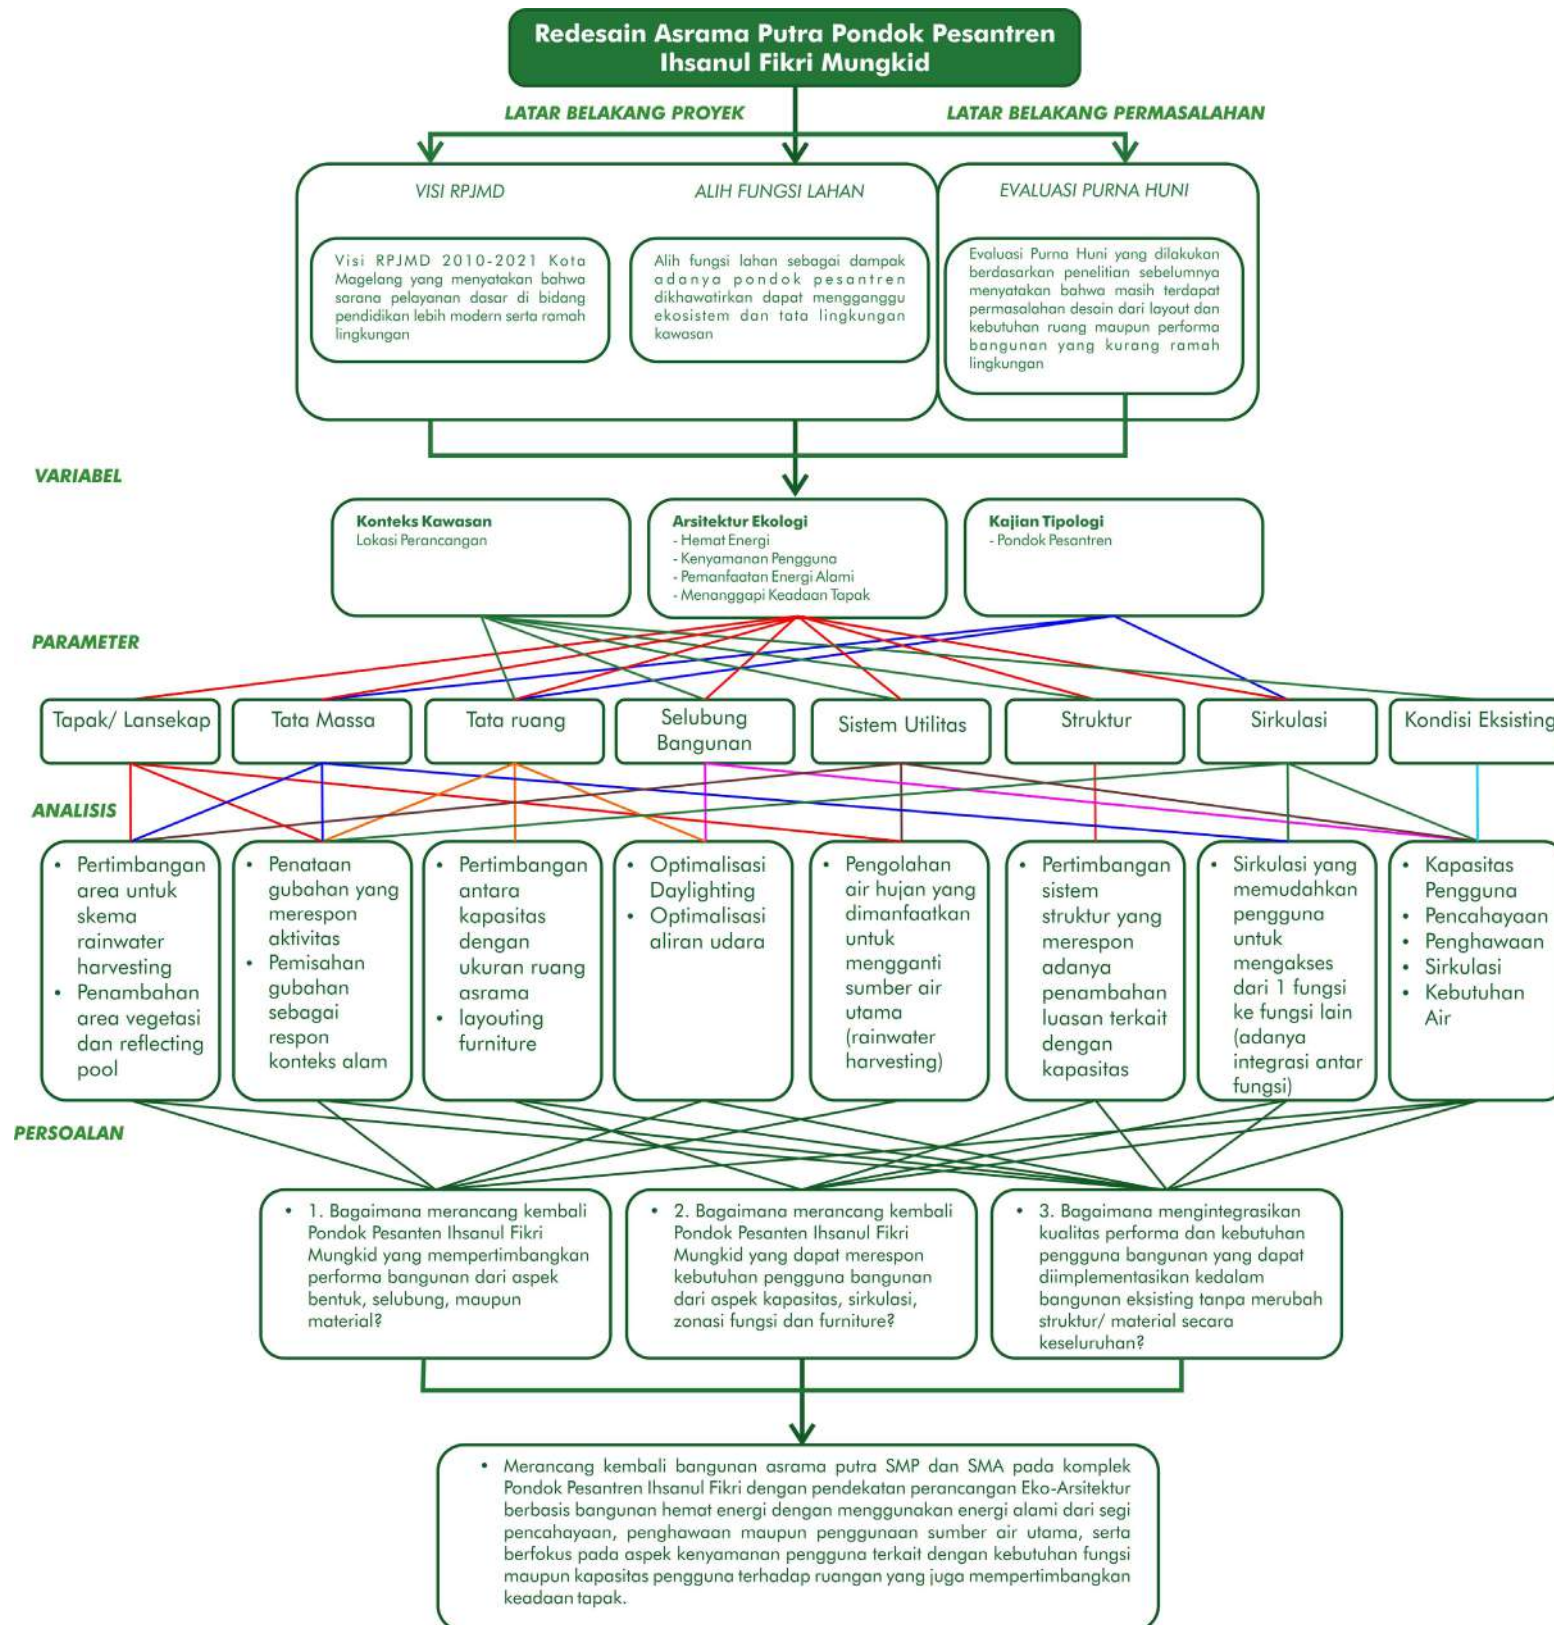 Redesain Asrama Putra Pondok Pesantren
Ihsanul Fikri Mungkid
LATAR BELAKANG PROYEK
LATAR BELAKANG PERMASALAHAN
VISI RPJMD
Visi RPJMD 2010-2021 Kota
Magelang yang menyatakan bahwa
sarana pelayanan dasar di bidang
pendidikan lebih modern serta ramah
lingkungan
ALIH FUNGSI LAHAN
Alih fungsi lahan sebagai dampak
adanya pondok pesantren
dikhawatirkan dapat mengganggu
ekosistem dan tata lingkungan
kawasan
EVALUASI PURNA HUNI
Evaluasi Purna Huni yang dilakukan
berdasarkan penelitian sebelumnya
menyatakan bahwa masih terdapat
permasalahan desain dari layout dan
kebutuhan ruang maupun performa
bangunan yang kurang ramah
lingkungan
VARIABEL
Konteks Kawasan
Lokasi Perancangan
Arsitektur Ekologi
- Hemat Energi
- Kenyamanan Pengguna
- Pemanfaatan Energi Alami
- Menanggapi Keadaan Tapak
Kajian Tipologi
- Pondok Pesantren
PARAMETER
Tapak/ Lansekap
Tata Massa
Tata ruang
Selubung
Bangunan
Sistem Utilitas
Struktur
Sirkulasi
Kondisi Eksisting
ANALISIS
• Pertimbangan
area untuk
skema
rainwater
harvesting
• Penambahan
area vegetasi
dan reflecting
pool
• Penataan
gubahan yang
merespon
aktivitas
• Pemisahan
gubahan
sebagai
respon
konteks alam
• Pertimbangan
antara
kapasitas
dengan
ukuran ruang
asrama
• layouting
furniture
• Optimalisasi
Daylighting
• Optimalisasi
aliran udara
• Pengolahan
air hujan yang
dimanfaatkan
untuk
mengganti
sumber air
utama
(rainwater
harvesting)
• Pertimbangan
sistem
struktur yang
merespon
adanya
penambahan
luasan terkait
dengan
kapasitas
• Sirkulasi yang
memudahkan
pengguna
untuk
mengakses
dari 1 fungsi
ke fungsi lain
(adanya
integrasi antar
fungsi)
• Kapasitas
Pengguna
• Pencahayaan
• Penghawaan
• Sirkulasi
• Kebutuhan
Air
PERSOALAN
• 1. Bagaimana merancang kembali
Pondok Pesanten Ihsanul Fikri
Mungkid yang mempertimbangkan
performa bangunan dari aspek
bentuk, selubung, maupun
material?
• 2. Bagaimana merancang kembali
Pondok Pesanten Ihsanul Fikri
Mungkid yang dapat merespon
kebutuhan pengguna bangunan
dari aspek kapasitas, sirkulasi,
zonasi fungsi dan furniture?
• 3. Bagaimana mengintegrasikan
kualitas performa dan kebutuhan
pengguna bangunan yang dapat
diimplementasikan kedalam
bangunan eksisting tanpa merubah
struktur/ material secara
keseluruhan?
• Merancang kembali bangunan asrama putra SMP dan SMA pada komplek
Pondok Pesantren Ihsanul Fikri dengan pendekatan perancangan Eko-Arsitektur
berbasis bangunan hemat energi dengan menggunakan energi alami dari segi
pencahayaan, penghawaan maupun penggunaan sumber air utama, serta
berfokus pada aspek kenyamanan pengguna terkait dengan kebutuhan fungsi
maupun kapasitas pengguna terhadap ruangan yang juga mempertimbangkan
keadaan tapak.